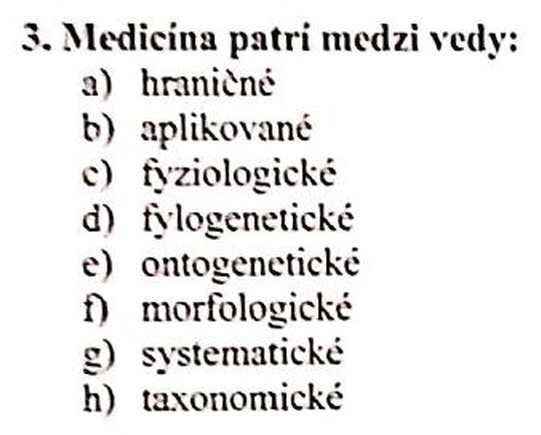 3. Medicína patrí medzi vedy:
a) hraničné
b) aplikované
c) fyziologické
d) fylogenetické
e) ontogenetické
f) morfologické
g) systematické
h) taxonomické